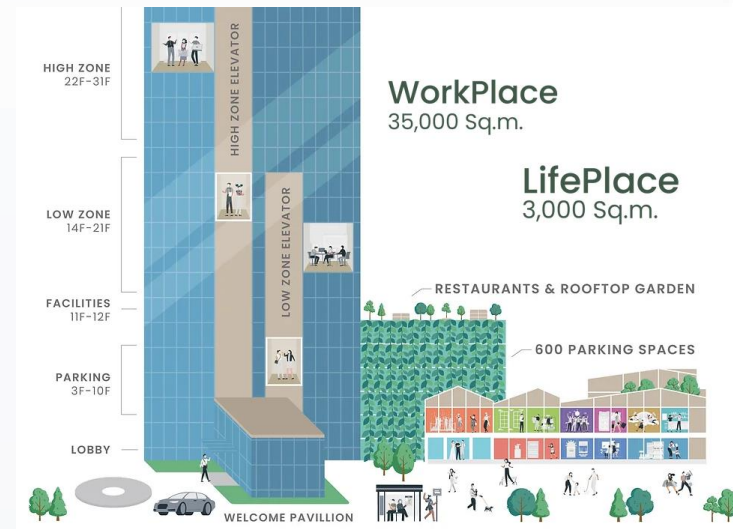 HIGH ZONE
22F-31F
LOW ZONE
14F-21F
FACILITIES
11F-12F
PARKING
3F-10F
LOBBY
HIGH ZONE ELEVATOR
LOW ZONE ELEVATOR
WELCOME PAVILLION
WorkPlace
35,000 Sq.m.
LifePlace
3,000 Sq.m.
RESTAURANTS & ROOFTOP GARDEN
600 PARKING SPACES